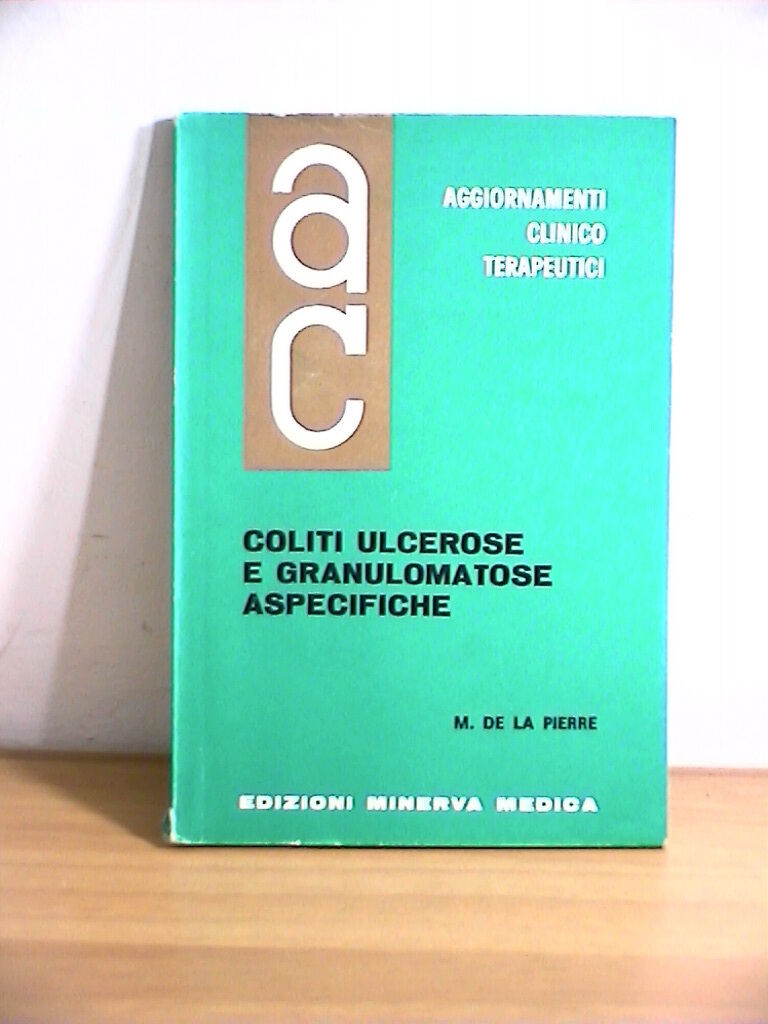 ac
AGGIORNAMENTI
CLINICO
TERAPEUTICI
COLITI ULCEROSE
E GRANULOMATOSE
ASPECIFICHE
M. DE LA PIERRE
EDIZIONI MINERVA MEDICA